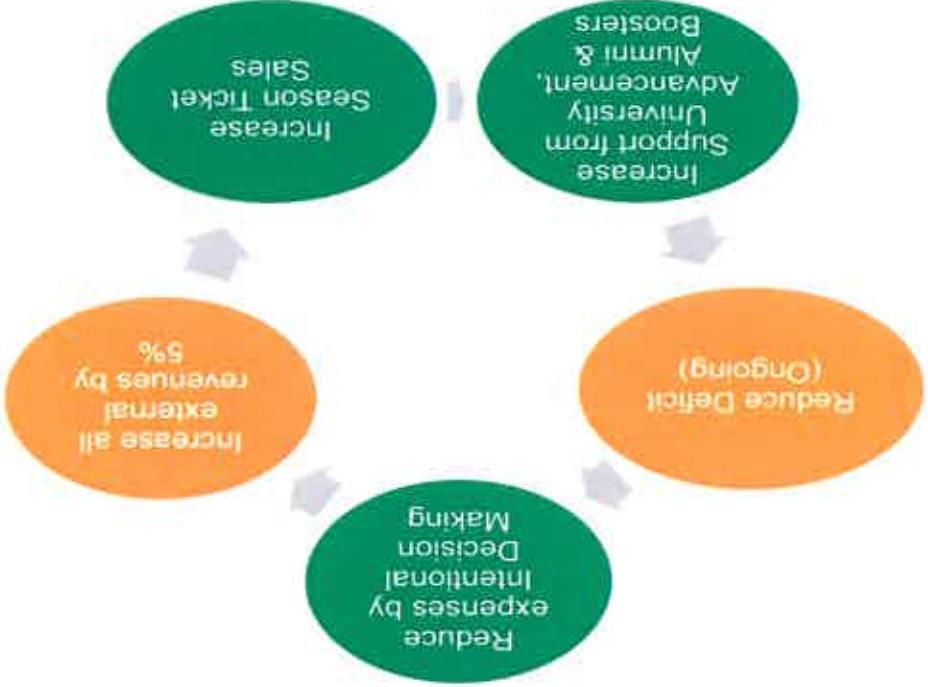 Reduce
expenses by
Intentional
Decision
Making
Increase all
external
revenues by
5%
Increase
Season Ticket
Sales
Increase
Support from
University
Advancement,
Alumni &
Boosters
Reduce Deficit
(Ongoing)